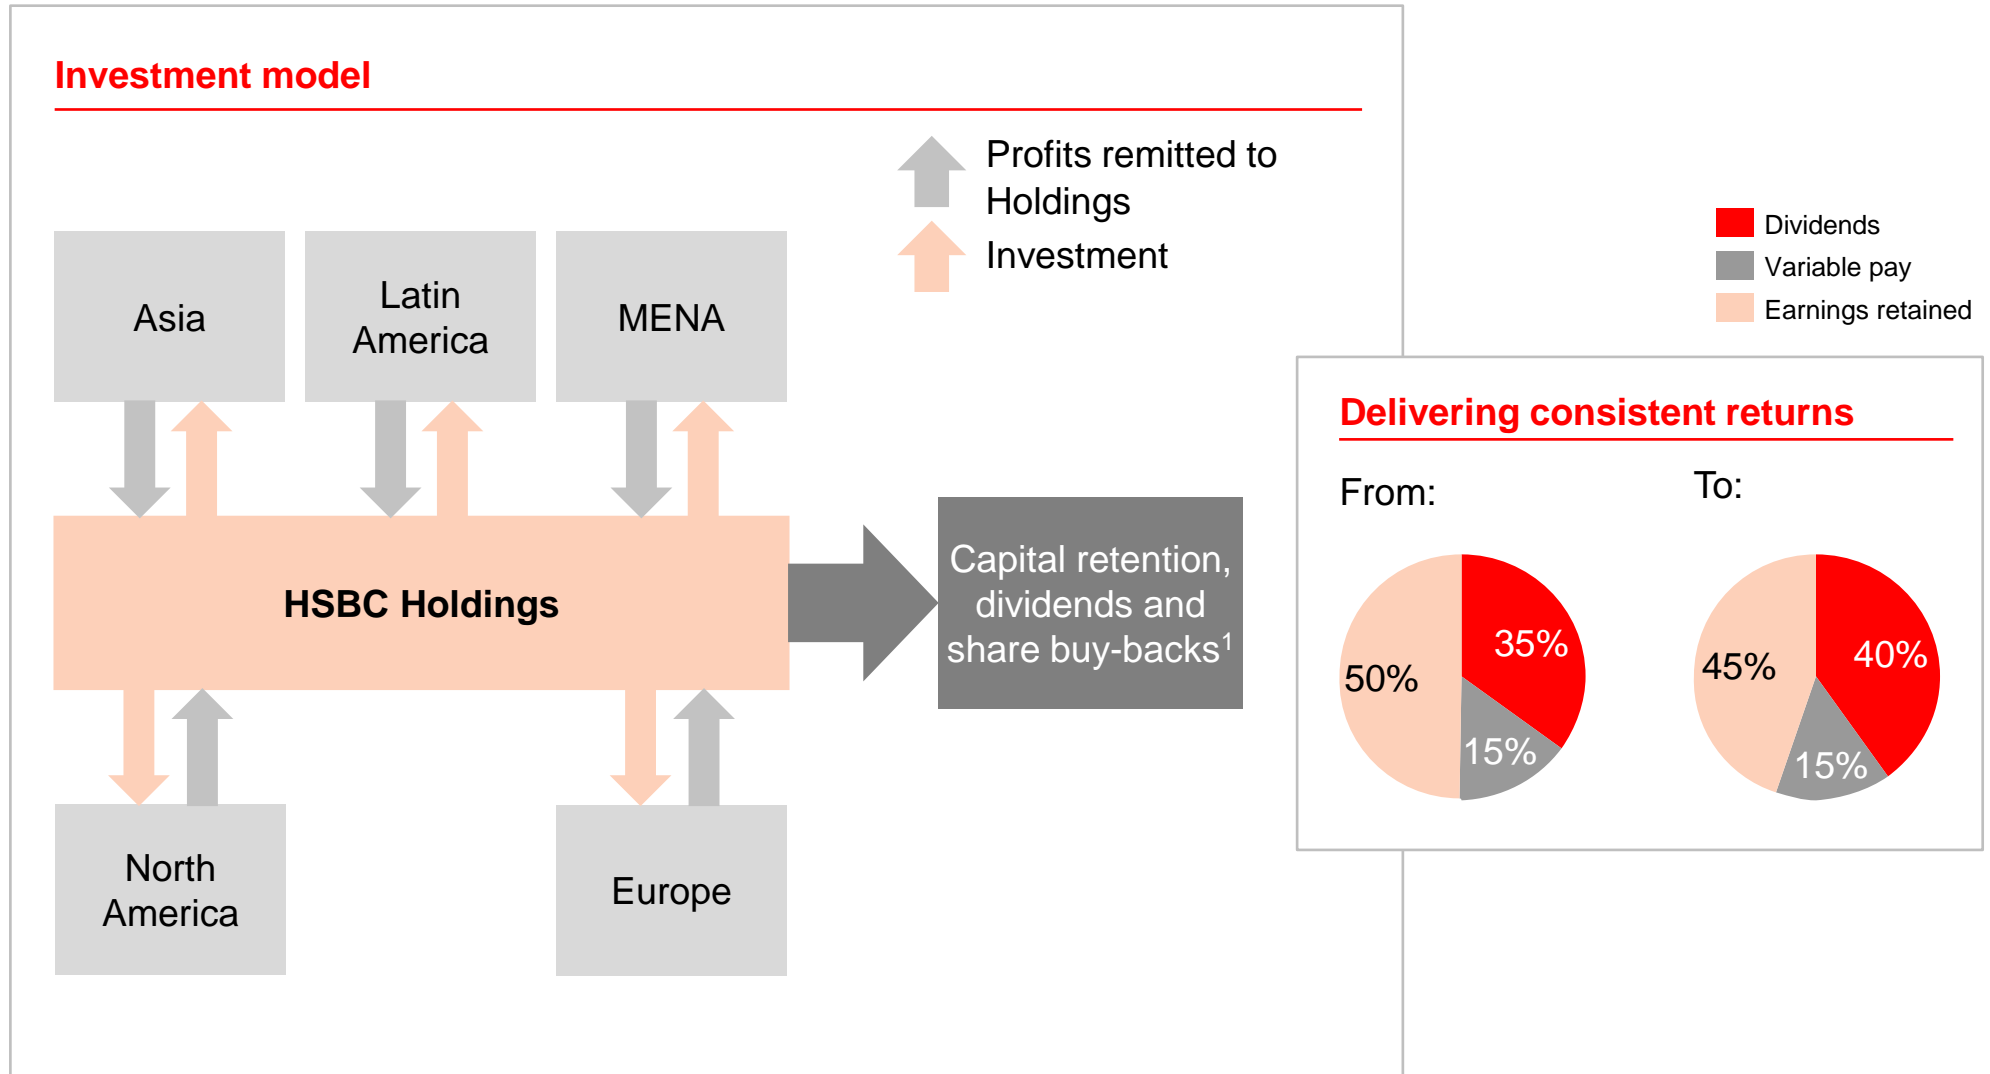 Investment model
Profits remitted to
Holdings
Investment
Asia
Latin
America
MENA
HSBC Holdings
Capital retention,
dividends and
share buy-backs1
North
America
Europe
Dividends
Variable pay
Earnings retained
Delivering consistent returns
From:
To:
35%
50%
15%
45%
40%
15%